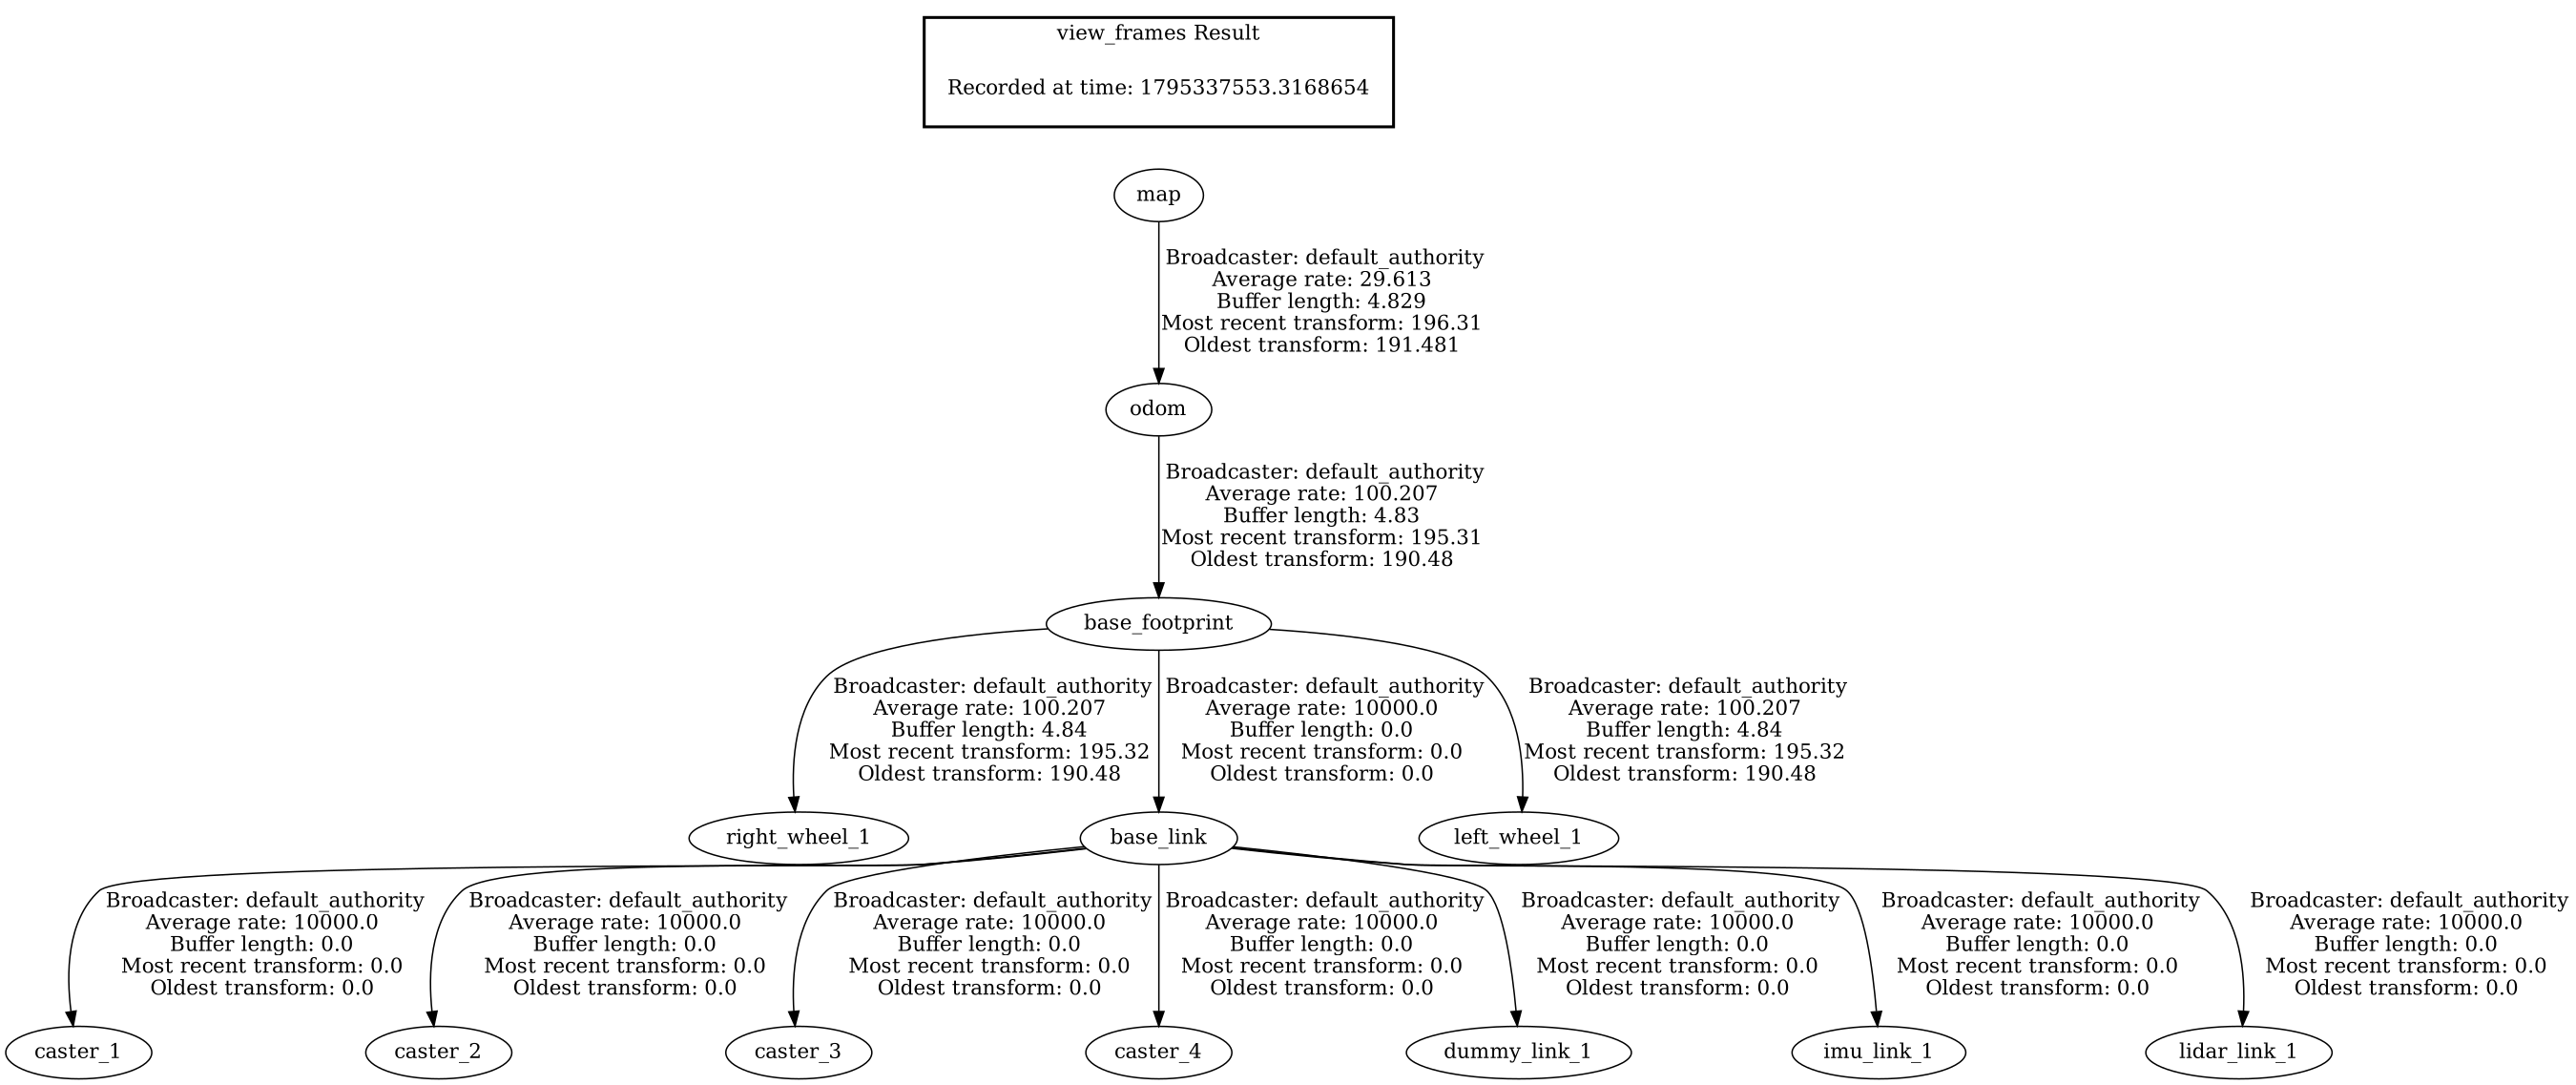 view_frames Result
Recorded at time: 1795337553.3168654
map
Broadcaster: default_authority
Average rate: 29.613
Buffer length: 4.829
Most recent transform: 196.31
Oldest transform: 191.481
odom
Broadcaster: default_authority
Average rate: 100.207
Buffer length: 4.83
Most recent transform: 195.31
Oldest transform: 190.48
base_footprint
Broadcaster: default_authority
Average rate: 100.207
Buffer length: 4.84
Most recent transform: 195.32
Oldest transform: 190.48
Broadcaster: default_authority
Average rate: 10000.0
Buffer length: 0.0
Most recent transform: 0.0
Oldest transform: 0.0
Broadcaster: default_authority
Average rate: 100.207
Buffer length: 4.84
Most recent transform: 195.32
Oldest transform: 190.48
right_wheel_1
base_link
left_wheel_1
Broadcaster: default_authority
Average rate: 10000.0
Buffer length: 0.0
Most recent transform: 0.0
Oldest transform: 0.0
Broadcaster: default_authority
Average rate: 10000.0
Buffer length: 0.0
Most recent transform: 0.0
Oldest transform: 0.0
Broadcaster: default_authority
Average rate: 10000.0
Buffer length: 0.0
Most recent transform: 0.0
Oldest transform: 0.0
Broadcaster: default_authority
Average rate: 10000.0
Buffer length: 0.0
Most recent transform: 0.0
Oldest transform: 0.0
Broadcaster: default_authority
Average rate: 10000.0
Buffer length: 0.0
Most recent transform: 0.0
Oldest transform: 0.0
Broadcaster: default_authority
Average rate: 10000.0
Buffer length: 0.0
Most recent transform: 0.0
Oldest transform: 0.0
Broadcaster: default_authority
Average rate: 10000.0
Buffer length: 0.0
Most recent transform: 0.0
Oldest transform: 0.0
caster_1
caster_2
caster_3
caster_4
dummy_link_1
imu_link_1
lidar_link_1